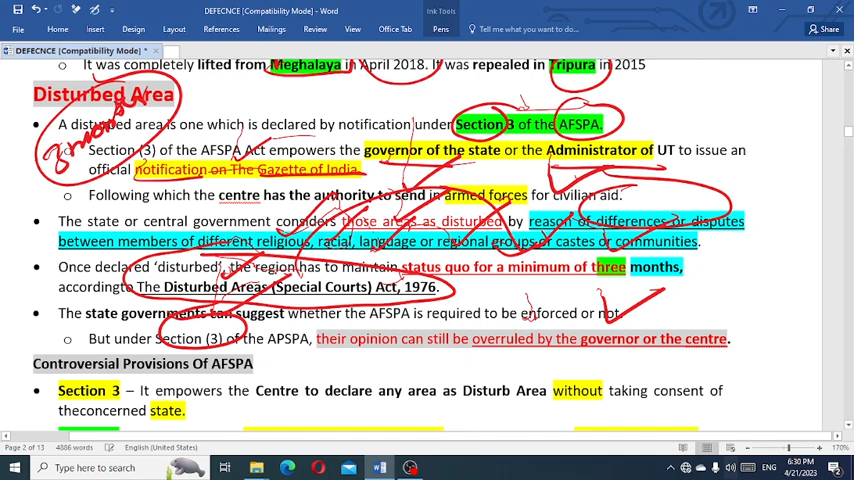 DEFECNCE [Compatibility Mode] - Word
Ink Tools
File Home Insert Design Layout References Mailings Review View Office Tab Pens Tell me what you want to do... Share
DEFECNCE [Compatibility Mode] *
o It was completely lifted from Meghalaya in April 2018. It was repealed in Tripura in 2015
Disturbed Area
• A disturbed area is one which is declared by notification under Section 3 of the AFSPA.
o Section (3) of the AFSPA Act empowers the governor of the state or the Administrator of UT to issue an
official notification on The Gazette of India.
o Following which the centre has the authority to send in armed forces for civilian aid.
• The state or central government considers those areas as disturbed by reason of differences or disputes
between members of different religious, racial, language or regional groups or castes or communities.
• Once declared ‘disturbed’, the region has to maintain status quo for a minimum of three months,
accordingto The Disturbed Areas (Special Courts) Act, 1976.
• The state governments can suggest whether the AFSPA is required to be enforced or not.
o But under Section (3) of the APSPA, their opinion can still be overruled by the governor or the centre.
Controversial Provisions Of AFSPA
• Section 3 – It empowers the Centre to declare any area as Disturb Area without taking consent of
theconcerned state.
Page 2 of 13 4886 words English (United States) 170%
Type here to search ENG 6:30 PM
4/21/2023